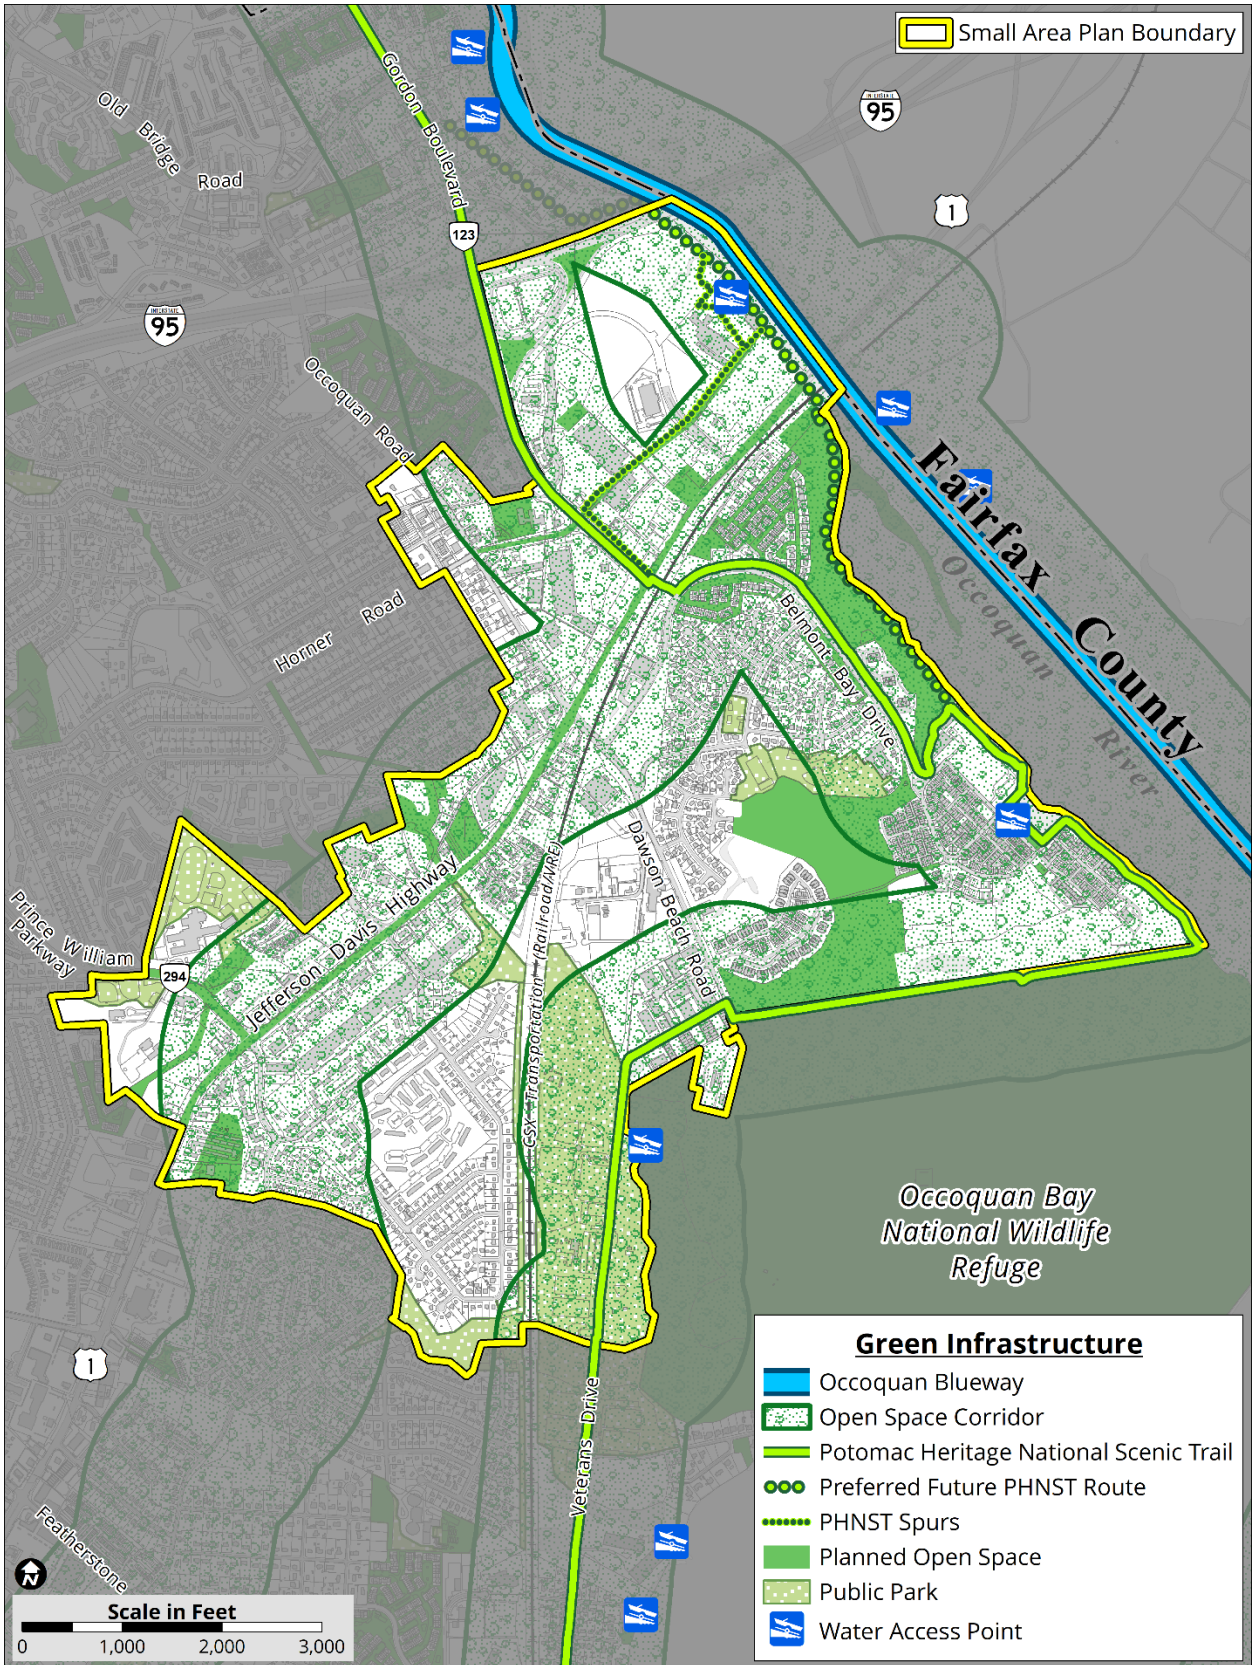 Small Area Plan Boundary
INTERSTATE
95
1
Gordon Boulevard
Old Bridge Road
123
INTERSTATE
95
Occoquan Road
Fairfax County
Occoquan River
Horner Road
Belmont Bay Drive
Dawson Beach Road
Jefferson Davis Highway
CSX Transportation (Railroad/VRE)
Prince William
Parkway
294
Occoquan Bay
National Wildlife
Refuge
1
Veterans Drive
Featherstone
N
Scale in Feet
0 1,000 2,000 3,000
Green Infrastructure
Occoquan Blueway
Open Space Corridor
Potomac Heritage National Scenic Trail
Preferred Future PHNST Route
PHNST Spurs
Planned Open Space
Public Park
Water Access Point